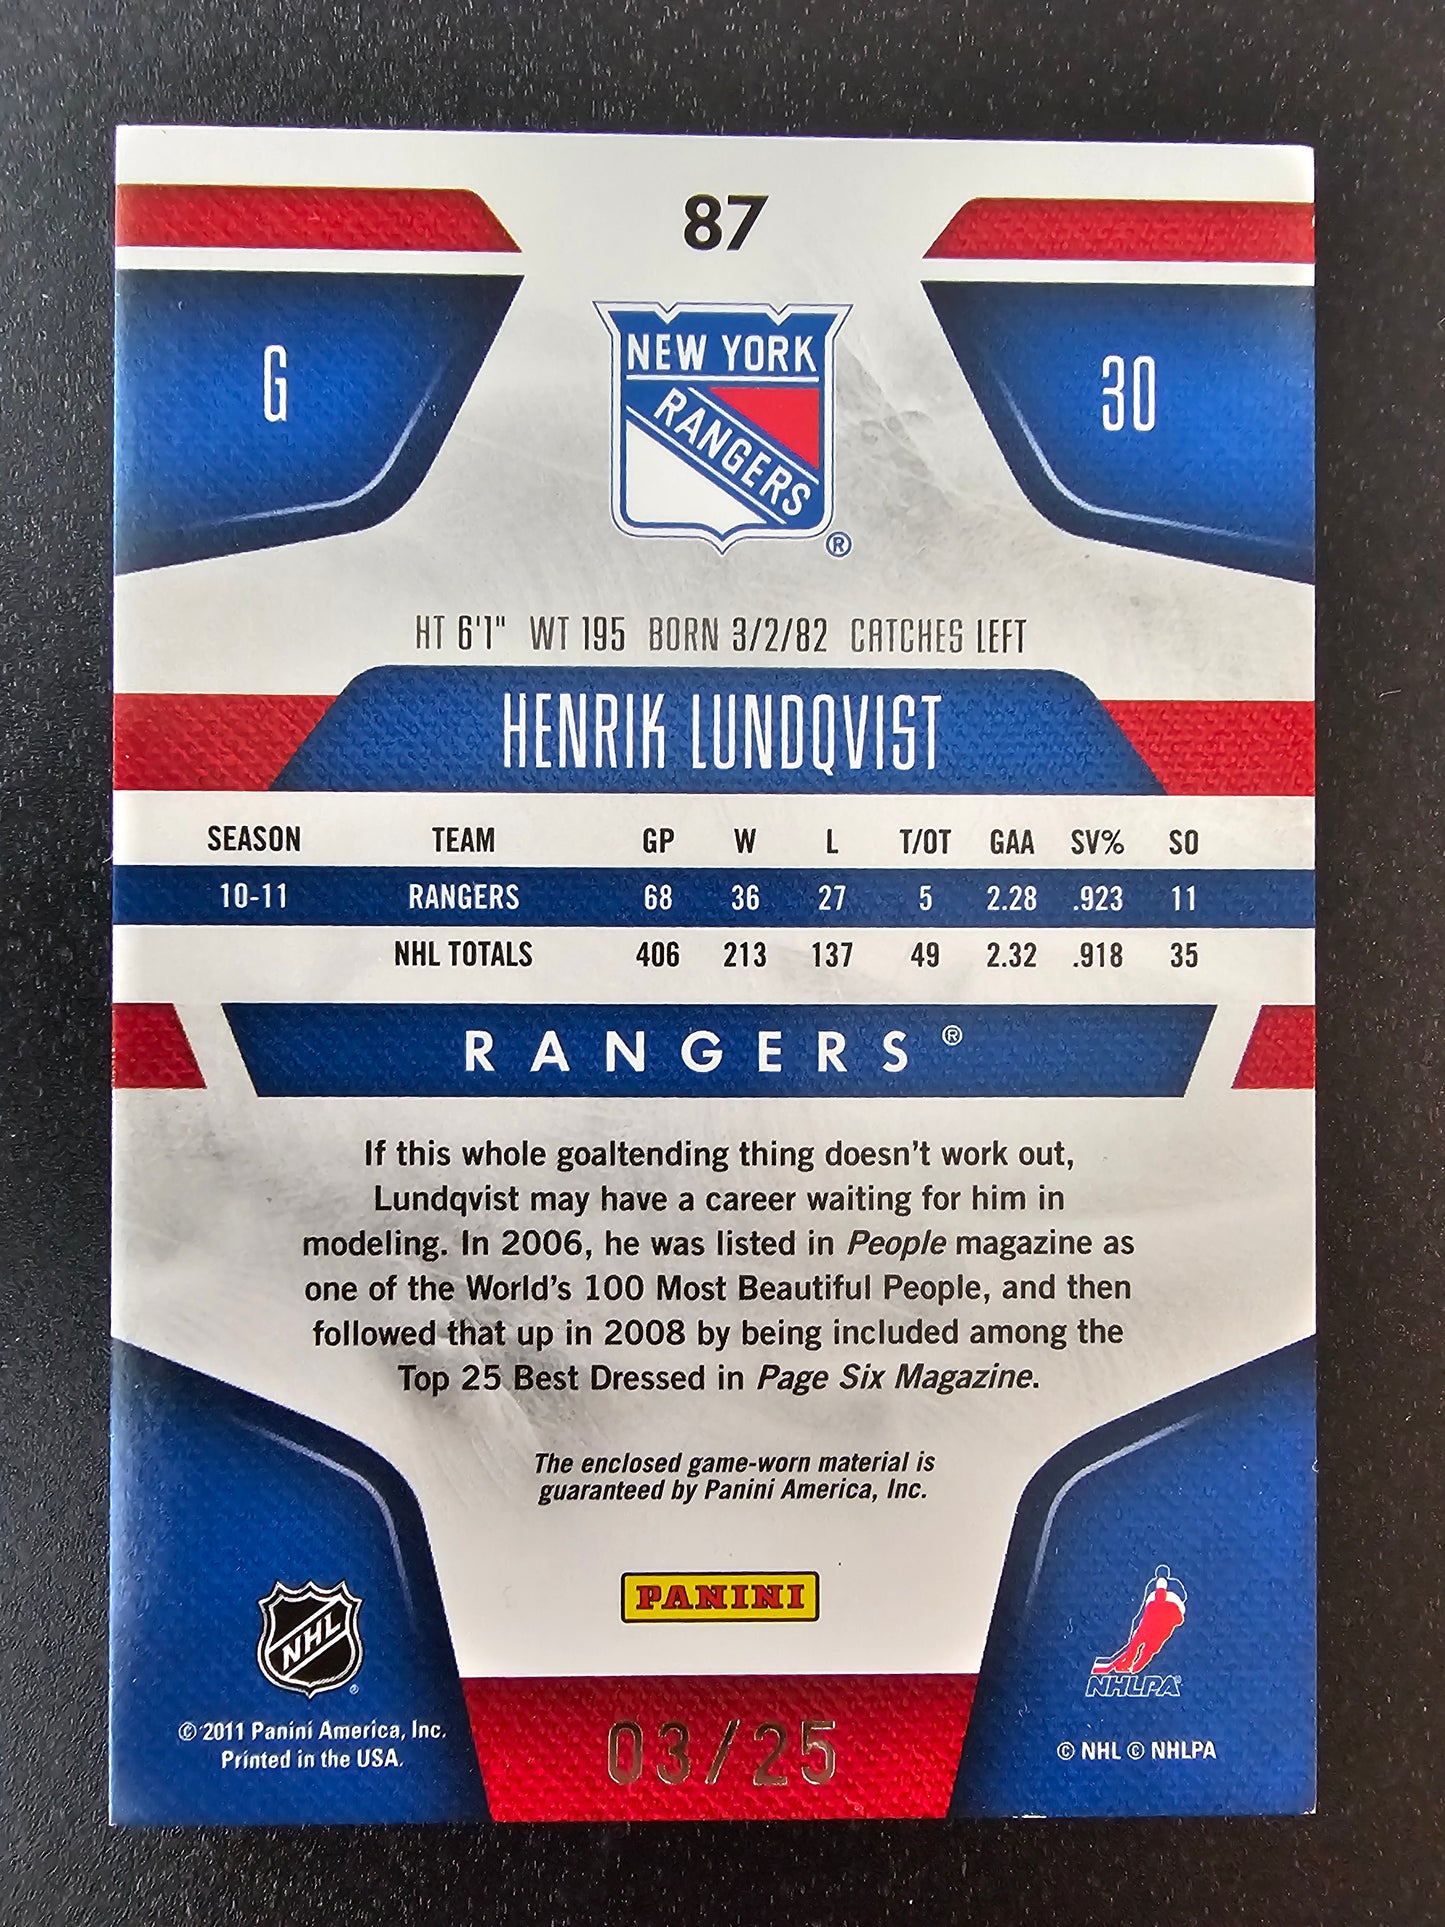 87
G
30
NEW YORK
RANGERS
®
HT 6'1" WT 195 BORN 3/2/82 CATCHES LEFT
HENRIK LUNDQVIST
SEASON TEAM GP W L T/OT GAA SV% SO
10-11 RANGERS 68 36 27 5 2.28 .923 11
NHL TOTALS 406 213 137 49 2.32 .918 35
RANGERS®
If this whole goaltending thing doesn't work out,
Lundqvist may have a career waiting for him in
modeling. In 2006, he was listed in People magazine as
one of the World's 100 Most Beautiful People, and then
followed that up in 2008 by being included among the
Top 25 Best Dressed in Page Six Magazine.
The enclosed game-worn material is
guaranteed by Panini America, Inc.
PANINI
NHL®
NHLPA®
© 2011 Panini America, Inc.
Printed in the USA.
03/25
© NHL © NHLPA